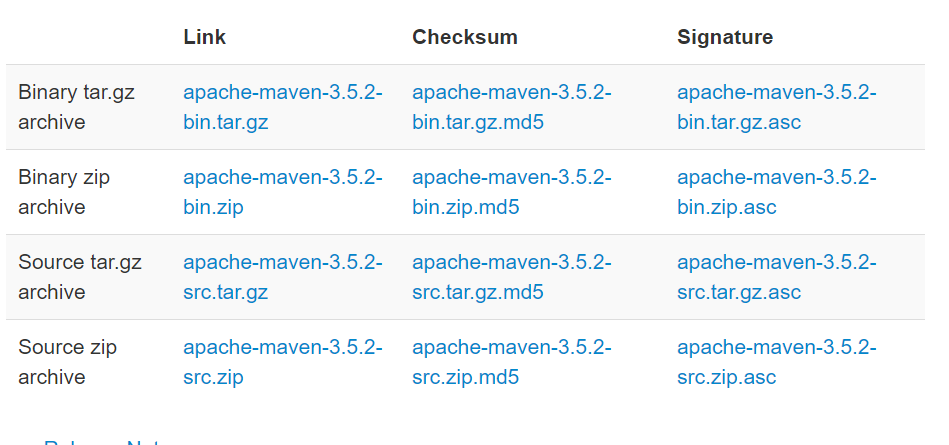 Link Checksum Signature
Binary tar.gz apache-maven-3.5.2- apache-maven-3.5.2- apache-maven-3.5.2-
archive bin.tar.gz bin.tar.gz.md5 bin.tar.gz.asc
Binary zip apache-maven-3.5.2- apache-maven-3.5.2- apache-maven-3.5.2-
archive bin.zip bin.zip.md5 bin.zip.asc
Source tar.gz apache-maven-3.5.2- apache-maven-3.5.2- apache-maven-3.5.2-
archive src.tar.gz src.tar.gz.md5 src.tar.gz.asc
Source zip apache-maven-3.5.2- apache-maven-3.5.2- apache-maven-3.5.2-
archive src.zip src.zip.md5 src.zip.asc